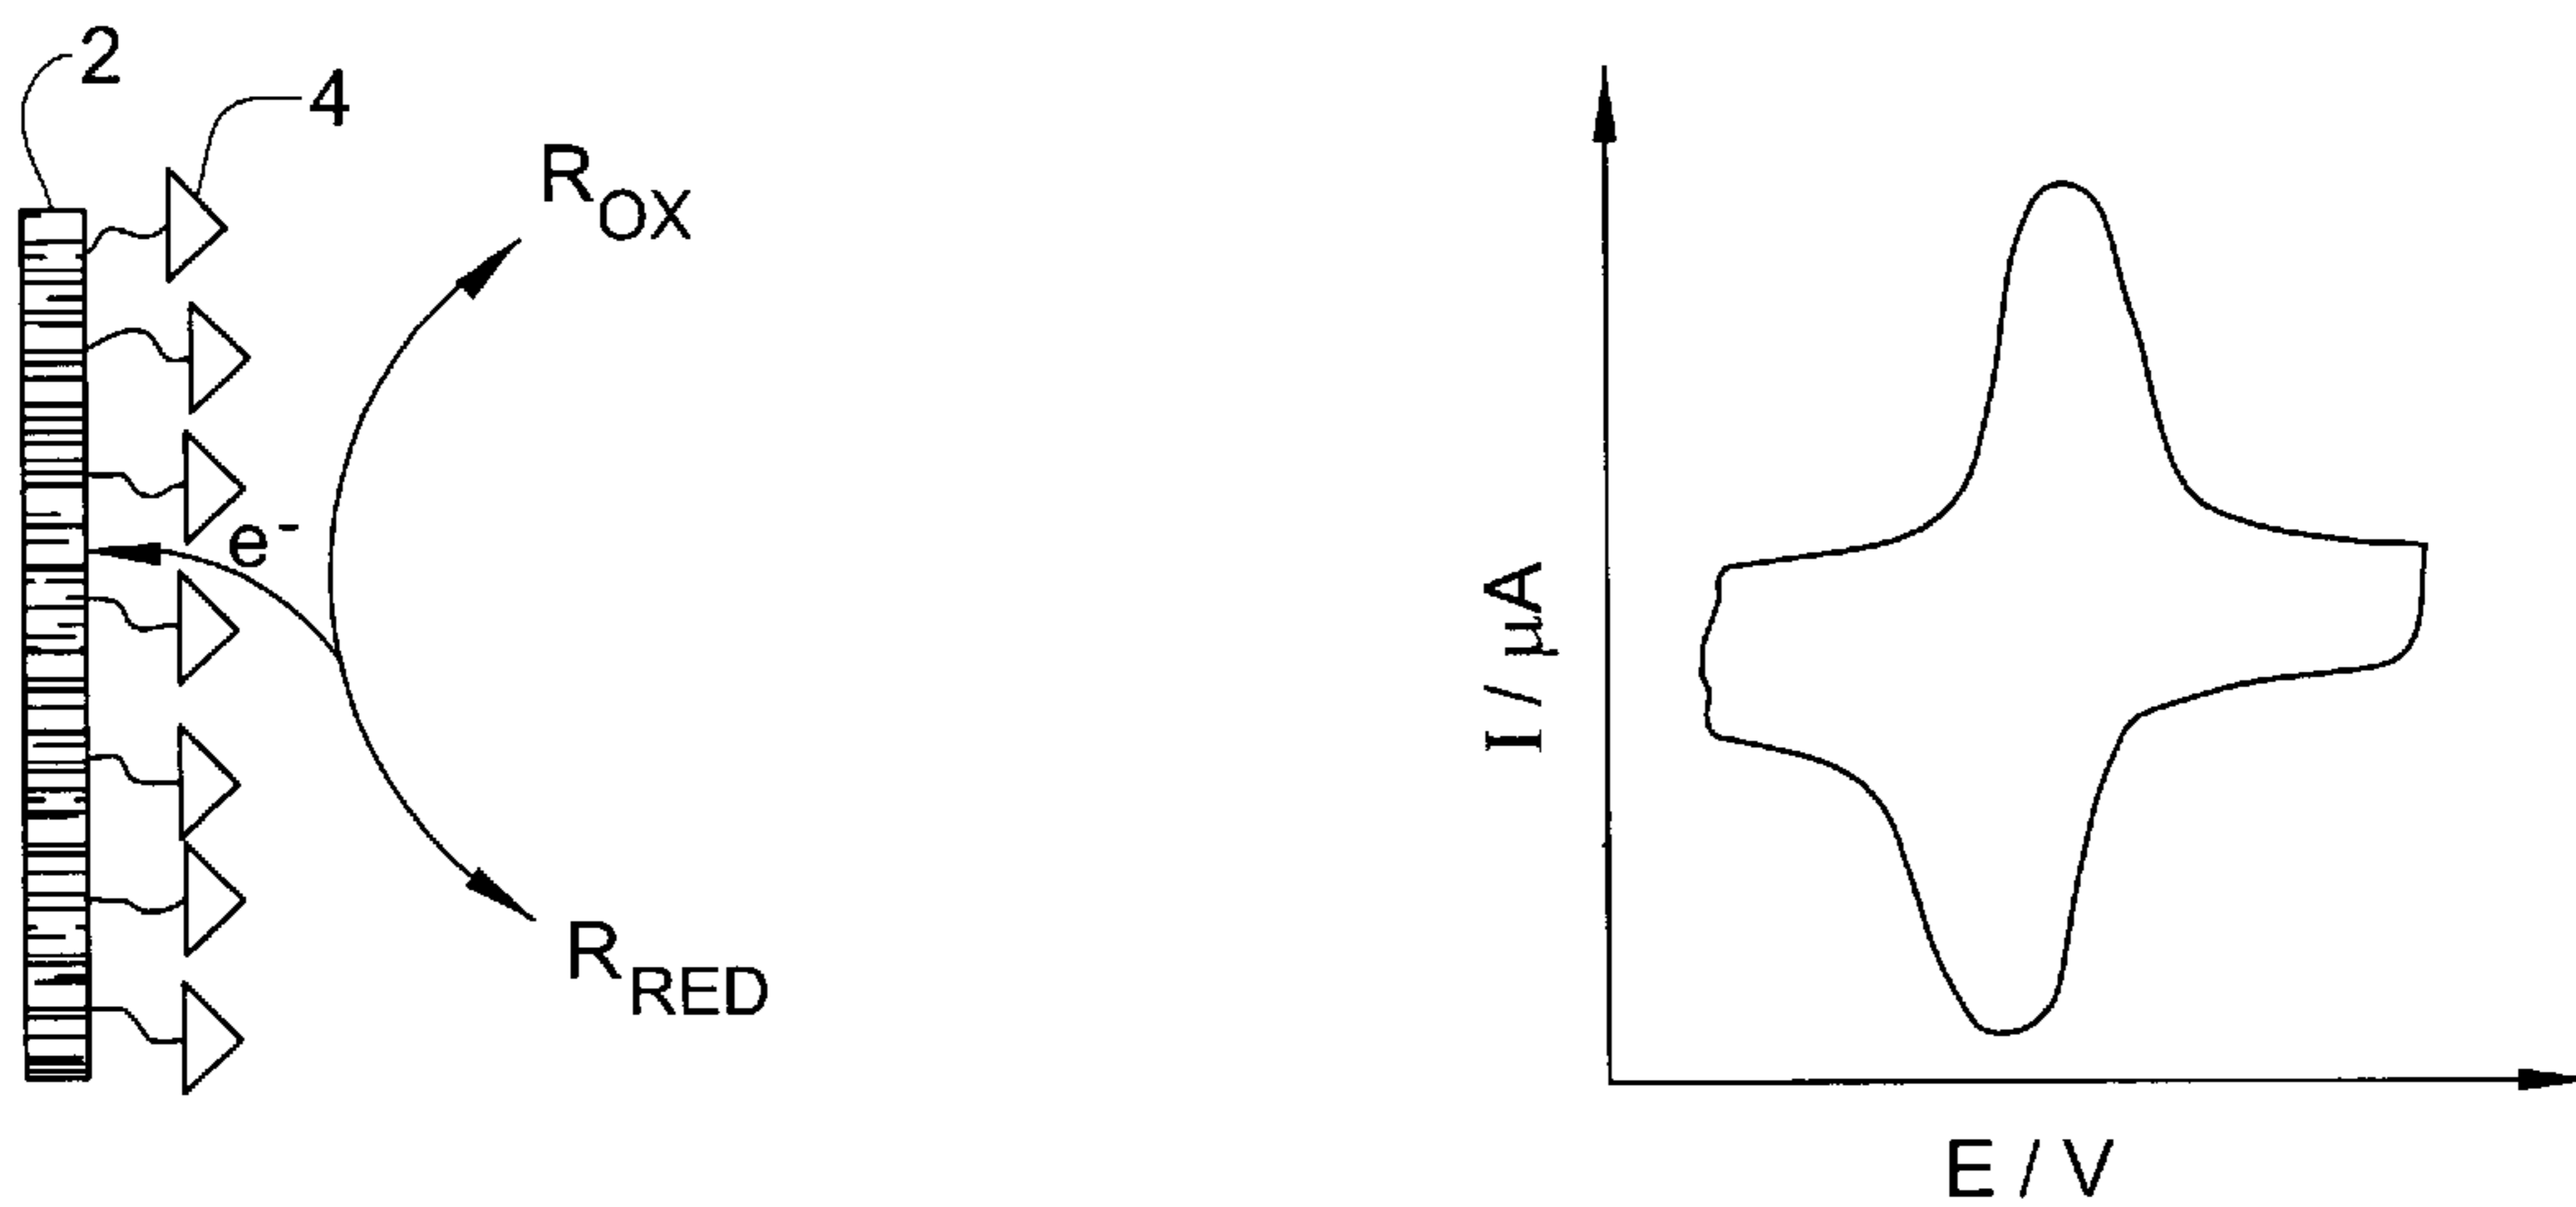 2
4
R_OX
e⁻
R_RED
I / μA
E / V